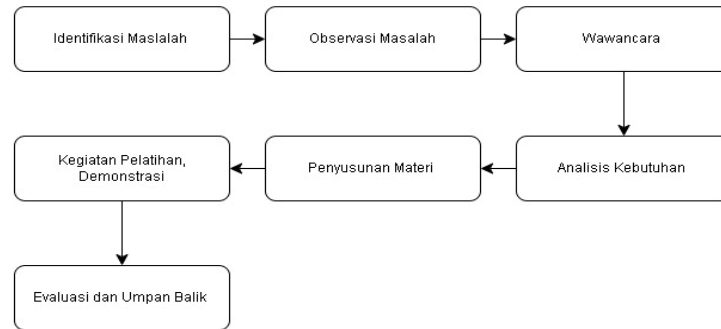 Identifikasi Maslalah
Observasi Masalah
Wawancara
Analisis Kebutuhan
Penyusunan Materi
Kegiatan Pelatihan,
Demonstrasi
Evaluasi dan Umpan Balik